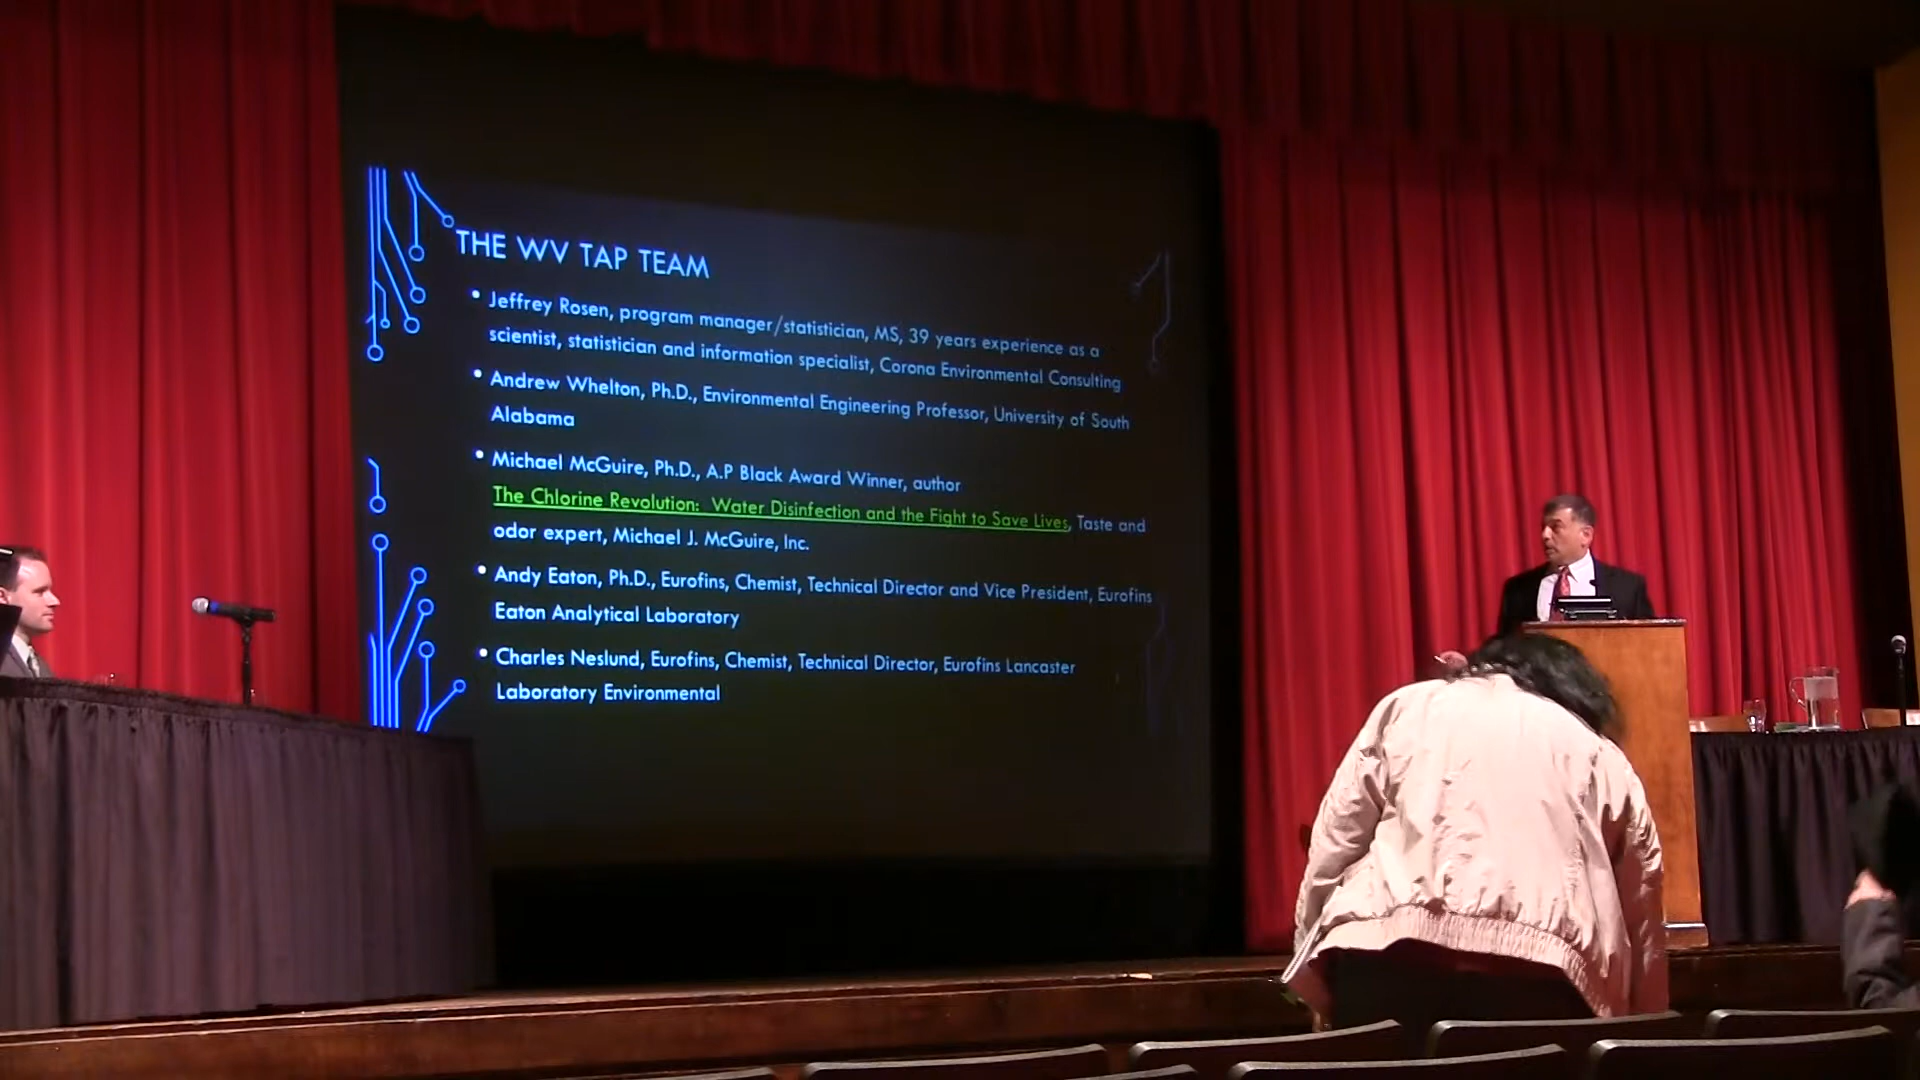 THE WV TAP TEAM
• Jeffrey Rosen, program manager/statistician, MS, 39 years experience as a
scientist, statistician and information specialist, Corona Environmental Consulting
• Andrew Whelton, Ph.D., Environmental Engineering Professor, University of South
Alabama
• Michael McGuire, Ph.D., A.P Black Award Winner, author
The Chlorine Revolution: Water Disinfection and the Fight to Save Lives, Taste and
odor expert, Michael J. McGuire, Inc.
• Andy Eaton, Ph.D., Eurofins, Chemist, Technical Director and Vice President, Eurofins
Eaton Analytical Laboratory
• Charles Neslund, Eurofins, Chemist, Technical Director, Eurofins Lancaster
Laboratory Environmental